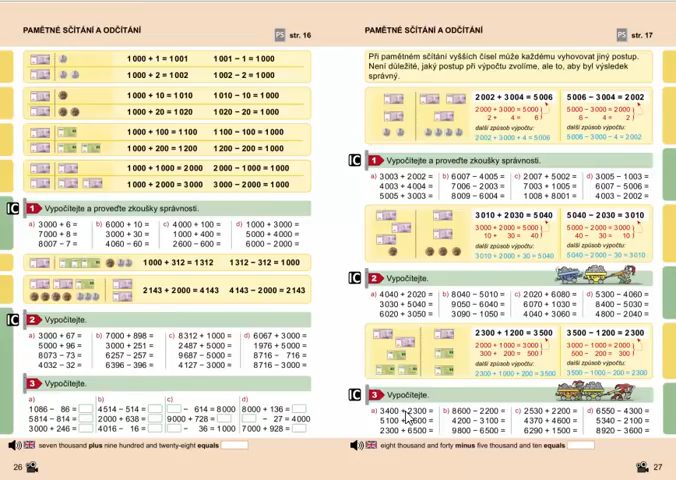 PAMĚTNÉ SČÍTÁNÍ A ODČÍTÁNÍ
PS str. 16
1 000 + 1 = 1 001 1 001 − 1 = 1 000
1 000 + 2 = 1 002 1 002 − 2 = 1 000
1 000 + 10 = 1 010 1 010 − 10 = 1 000
1 000 + 20 = 1 020 1 020 − 20 = 1 000
1 000 + 100 = 1 100 1 100 − 100 = 1 000
1 000 + 200 = 1 200 1 200 − 200 = 1 000
1 000 + 1 000 = 2 000 2 000 − 1 000 = 1 000
1 000 + 2 000 = 3 000 3 000 − 2 000 = 1 000
1 Vypočítejte a proveďte zkoušky správnosti.
a) 3 000 + 6 = b) 6 000 + 10 = c) 4 000 + 100 = d) 1 000 + 3 000 =
7 000 + 8 = 3 000 + 30 = 1 000 + 400 = 9 000 − 5 000 =
8 007 − 7 = 4 060 − 60 = 2 600 − 600 = 6 000 − 2 000 =
1 000 + 312 = 1 312 1 312 − 312 = 1 000
2 143 + 2 000 = 4 143 4 143 − 2 000 = 2 143
2 Vypočítejte.
a) 3 000 + 67 = b) 7 000 + 898 = c) 8 312 + 1 000 = d) 6 067 + 3 000 =
5 000 + 96 = 3 000 + 251 = 2 487 + 5 000 = 1 976 + 5 000 =
8 073 − 73 = 6 257 − 257 = 9 687 − 5 000 = 8 716 − 716 =
4 032 − 32 = 6 396 − 396 = 4 127 − 3 000 = 8 716 − 3 000 =
3 Vypočítejte.
a) b) c) d)
1 086 − 86 = 4 514 − 514 = − 614 = 8 000 8 000 + 136 =
5 814 − 814 = 2 000 + 638 = 9 000 + 728 = − 27 = 4 000
3 000 + 246 = 4 016 − 16 = − 36 = 1 000 7 000 + 928 =
seven thousand plus nine hundred and twenty-eight equals
26
PAMĚTNÉ SČÍTÁNÍ A ODČÍTÁNÍ
PS str. 17
Při pamětném sčítání vyšších čísel může každému vyhovovat jiný postup.
Není důležité, jaký postup při výpočtu zvolíme, ale to, aby byl výsledek
správný.
2 002 + 3 004 = 5 006 5 006 − 3 004 = 2 002
2 000 + 3 000 = 5 000 5 000 − 3 000 = 2 000
2 + 4 = 6 6 − 4 = 2
další způsob výpočtu: další způsob výpočtu:
2 002 + 3 000 + 4 = 5 006 5 006 − 3 000 − 4 = 2 002
1 Vypočítejte a proveďte zkoušky správnosti.
a) 3 003 + 2 002 = b) 6 007 − 4 005 = c) 2 007 + 5 002 = d) 3 005 − 1 003 =
4 003 + 4 004 = 7 006 − 2 003 = 7 003 + 1 005 = 6 007 − 5 006 =
5 005 + 3 003 = 8 009 − 6 004 = 1 008 + 8 001 = 4 003 − 2 002 =
3 010 + 2 030 = 5 040 5 040 − 2 030 = 3 010
3 000 + 2 000 = 5 000 5 000 − 2 000 = 3 000
10 + 30 = 40 40 − 30 = 10
další způsob výpočtu: další způsob výpočtu:
3 010 + 2 000 + 30 = 5 040 5 040 − 2 000 − 30 = 3 010
2 Vypočítejte.
a) 4 040 + 2 020 = b) 8 040 − 5 010 = c) 2 020 + 6 080 = d) 5 300 − 4 060 =
3 030 + 5 040 = 9 050 − 6 040 = 6 070 + 1 030 = 8 400 − 5 030 =
6 020 + 3 050 = 3 090 − 1 050 = 4 040 + 3 060 = 4 800 − 2 040 =
2 300 + 1 200 = 3 500 3 500 − 1 200 = 2 300
2 000 + 1 000 = 3 000 3 000 − 1 000 = 2 000
300 + 200 = 500 500 − 200 = 300
další způsob výpočtu: další způsob výpočtu:
2 300 + 1 000 + 200 = 3 500 3 500 − 1 000 − 200 = 2 300
3 Vypočítejte.
a) 3 400 + 2 300 = b) 8 600 − 2 200 = c) 2 530 + 2 200 = d) 6 550 − 4 300 =
5 100 + 2 600 = 4 200 − 3 100 = 4 370 + 4 600 = 5 340 − 2 100 =
2 300 + 6 500 = 9 800 − 6 500 = 6 290 + 1 500 = 8 920 − 3 600 =
eight thousand and forty minus five thousand and ten equals
27